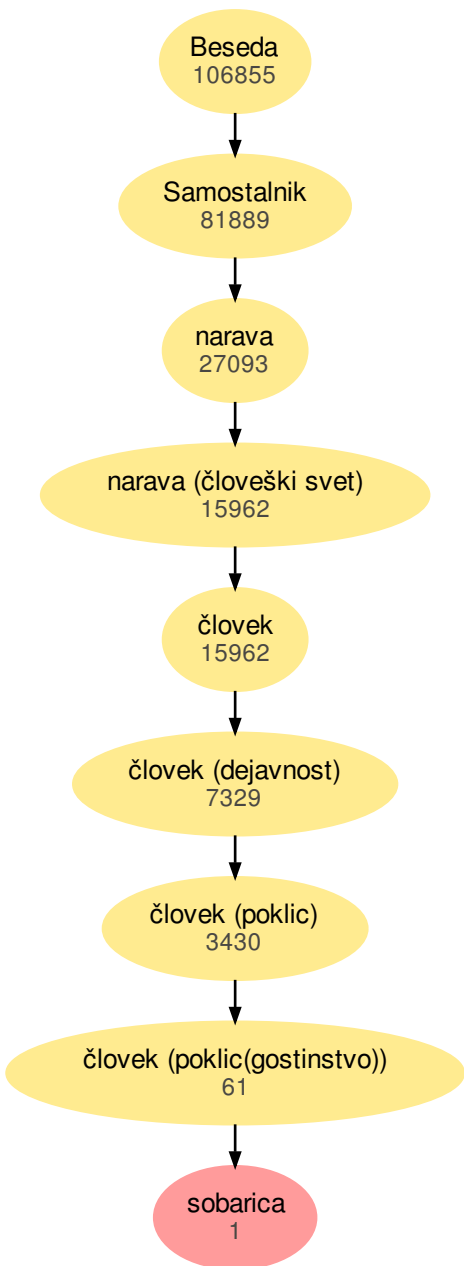 Beseda
106855
Samostalnik
81889
narava
27093
narava (človeški svet)
15962
človek
15962
človek (dejavnost)
7329
človek (poklic)
3430
človek (poklic(gostinstvo))
61
sobarica
1